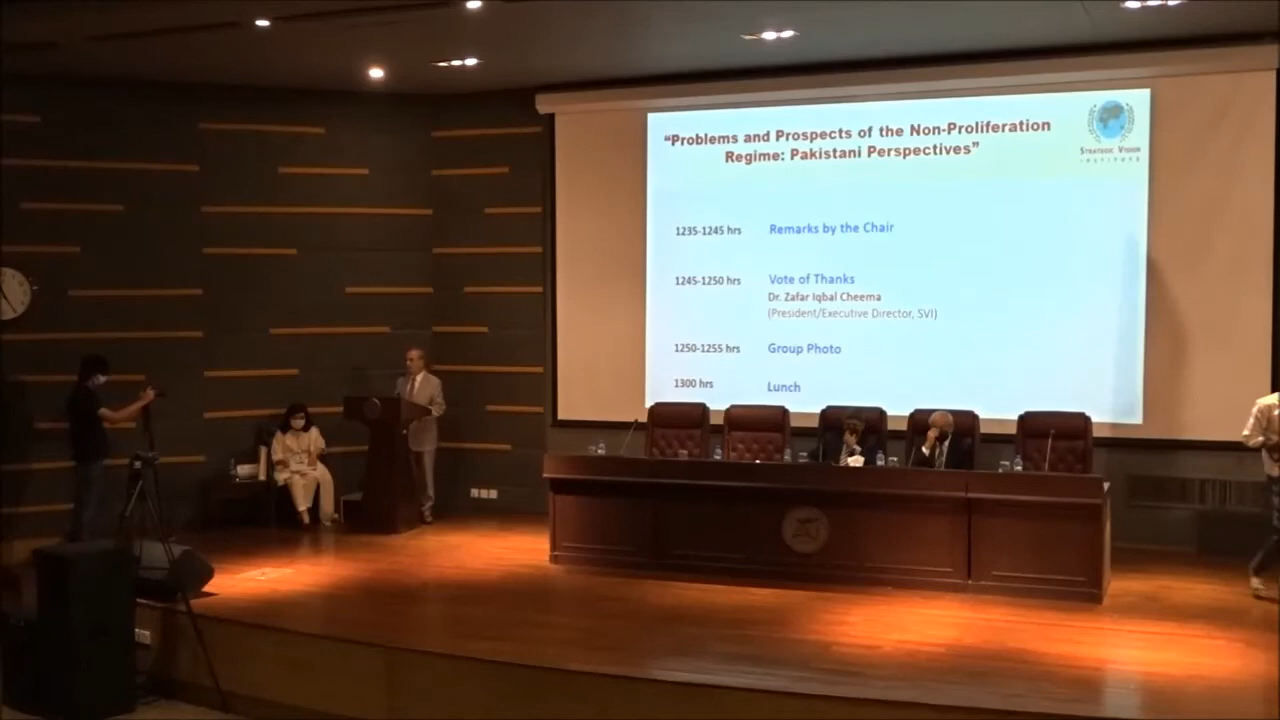 “Problems and Prospects of the Non-Proliferation
Regime: Pakistani Perspectives”
STRATEGIC VISION
INSTITUTE
1235-1245 hrs Remarks by the Chair
1245-1250 hrs Vote of Thanks
Dr. Zafar Iqbal Cheema
(President/Executive Director, SVI)
1250-1255 hrs Group Photo
1300 hrs Lunch